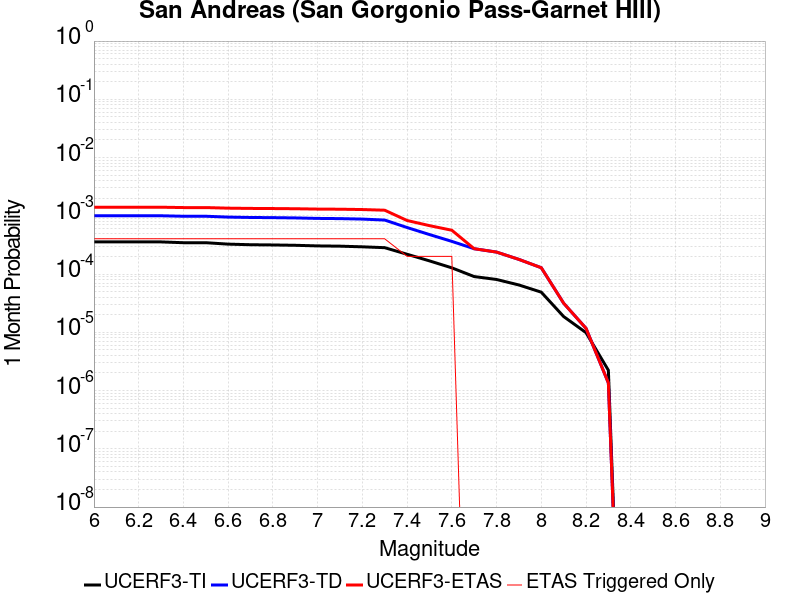 San Andreas (San Gorgonio Pass-Garnet HIll)
1 Month Probability
10^0
10^-1
10^-2
10^-3
10^-4
10^-5
10^-6
10^-7
10^-8
6 6.2 6.4 6.6 6.8 7 7.2 7.4 7.6 7.8 8 8.2 8.4 8.6 8.8 9
Magnitude
UCERF3-TI UCERF3-TD UCERF3-ETAS ETAS Triggered Only